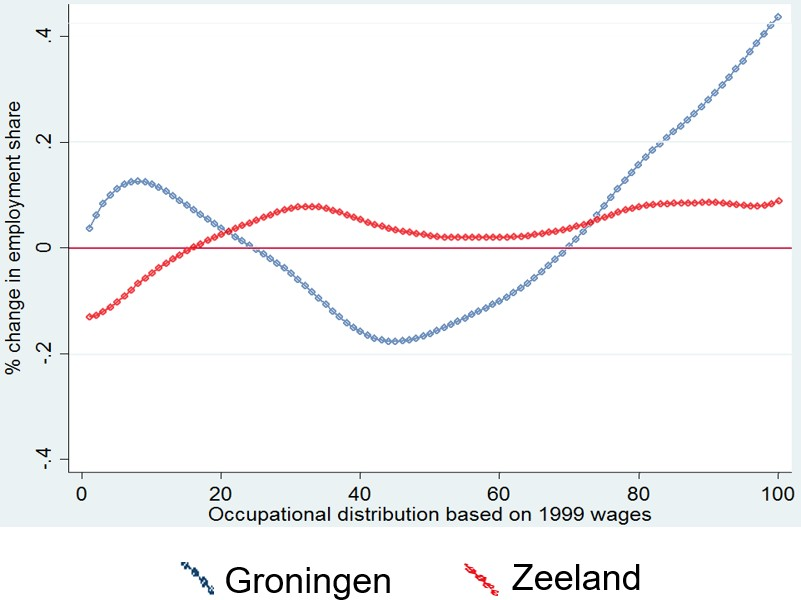 % change in employment share
.4
.2
0
-.2
-.4
0 20 40 60 80 100
Occupational distribution based on 1999 wages
Groningen Zeeland